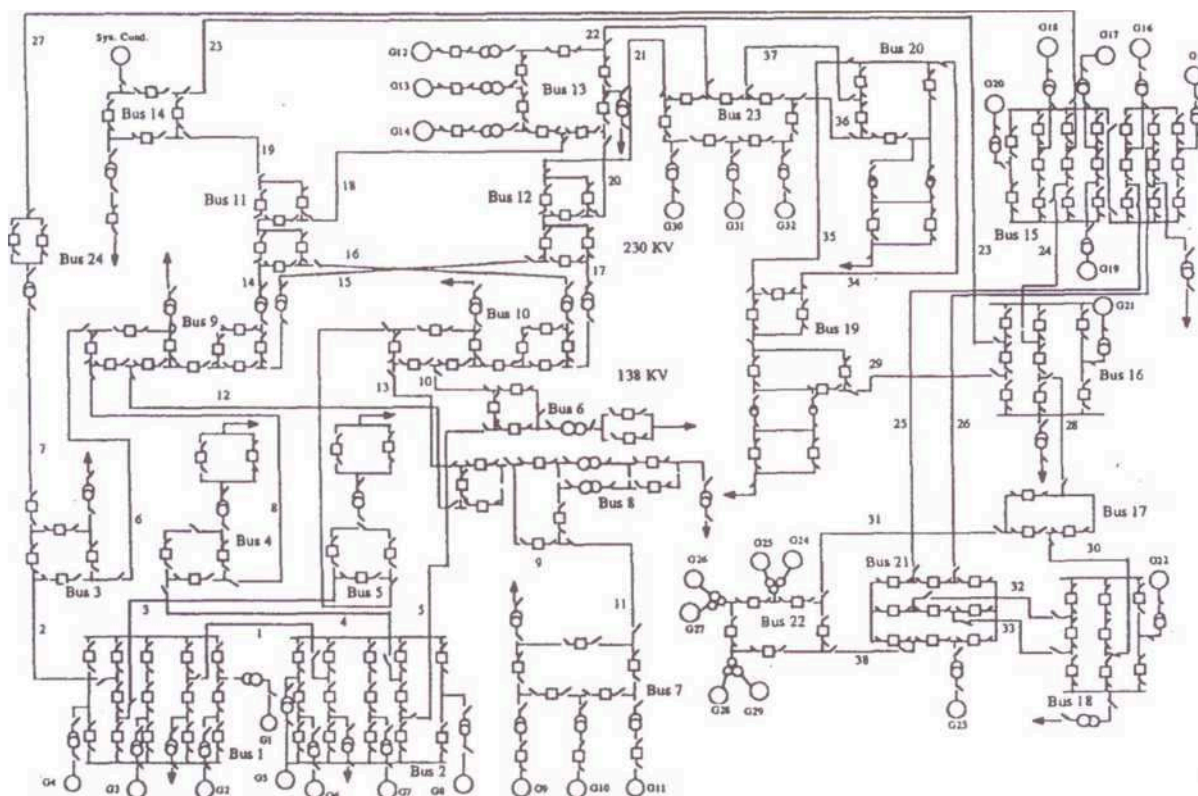 27
Syn. Cond.
23
G12
22
21
37
Bus 20
G18
G17
G16
G13
Bus 13
G20
Bus 14
G14
Bus 23
36
19
18
20
Bus 11
Bus 12
G30
G31
G32
35
23
Bus 15
24
G19
Bus 24
16
230 KV
34
14
15
17
G21
Bus 9
Bus 10
Bus 19
29
Bus 16
13
10
138 KV
12
Bus 6
25
26
28
7
6
8
Bus 8
Bus 17
Bus 4
31
30
9
G26
G25
G24
Bus 21
G22
Bus 3
3
Bus 5
5
11
32
2
1
4
G27
Bus 22
33
38
Bus 7
G28
G29
Bus 18
G23
G1
Bus 1
G5
Bus 2
G4
G3
G2
G6
G7
G8
G9
G10
G11